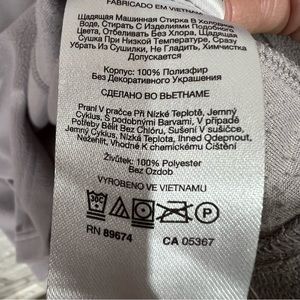 FABRICADO EM VIETNAM
Щадящая Машинная Стирка В Холодной
Воде, Стирать С Изделиями Подобного
Цвета, Отбеливать Без Хлора, Щадящая
Сушка При Низкой Температуре, Сразу
Убрать Из Сушилки, Не Гладить, Химчистка
Допускается
Корпус: 100% Полиэфир
Без Декоративного Украшения
СДЕЛАНО ВО ВЬЕТНАМЕ
Praní V Pračce Při Nízké Teplotě, Jemný
Cyklus, S podobnými Barvami, V případě
Potřeby Bělit Bez Chlóru, Sušení V sušičce,
Jemný Cyklus, Nízká Teplota, Ihned Odepnout,
Nežehlit, Vhodné K chemickému Čištění
Živůtek: 100% Polyester
Bez Ozdob
VYROBENO VE VIETNAMU
30C P
RN 89674 CA 05367